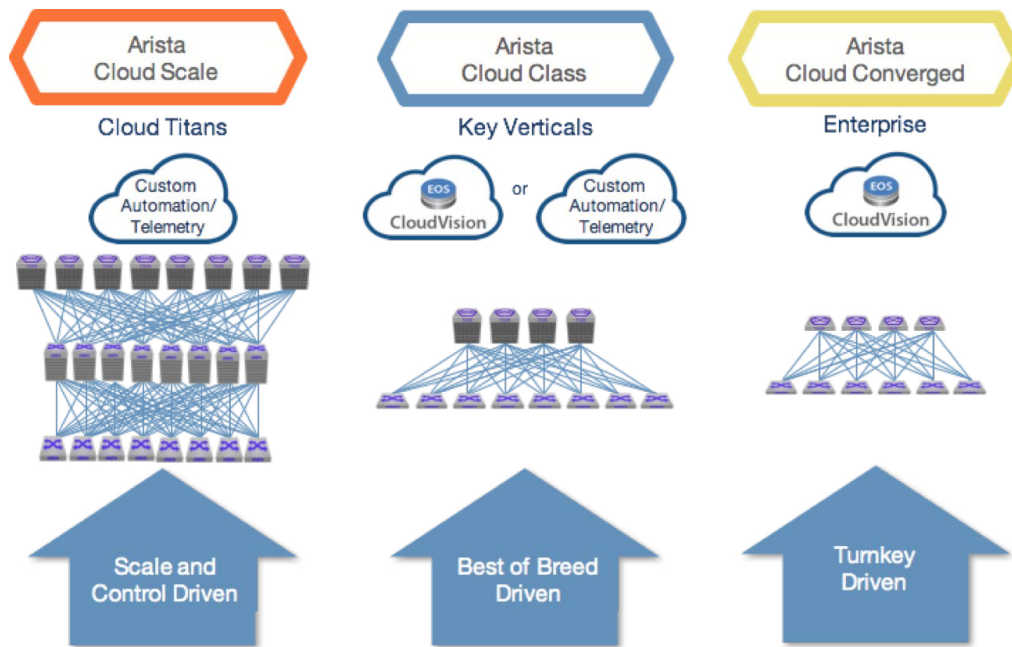 Arista
Cloud Scale
Arista
Cloud Class
Arista
Cloud Converged
Cloud Titans
Key Verticals
Enterprise
Custom
Automation/
Telemetry
EOS
CloudVision
or
Custom
Automation/
Telemetry
EOS
CloudVision
Scale and
Control Driven
Best of Breed
Driven
Turnkey
Driven